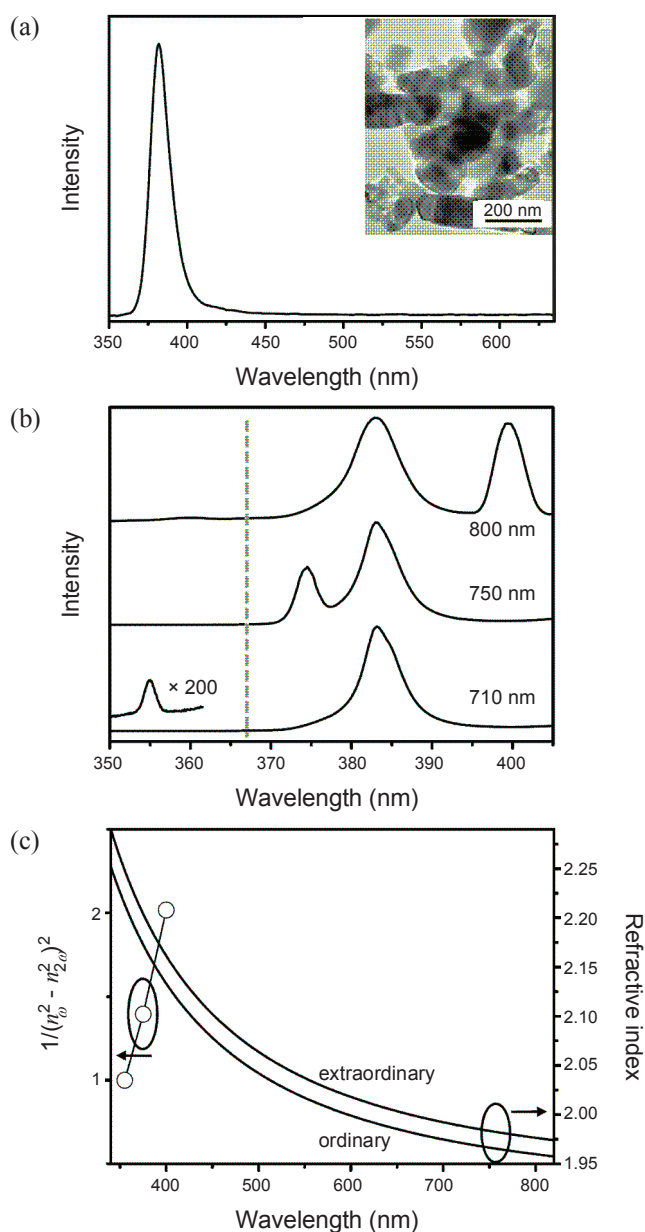 (a)
Intensity
200 nm
350 400 450 500 550 600
Wavelength (nm)
(b)
Intensity
800 nm
750 nm
× 200
710 nm
350 360 370 380 390 400
Wavelength (nm)
(c)
1/(n²_ω - n²_2ω)²
2
1
extraordinary
ordinary
2.25
2.20
2.15
2.10
2.05
2.00
1.95
Refractive index
400 500 600 700 800
Wavelength (nm)